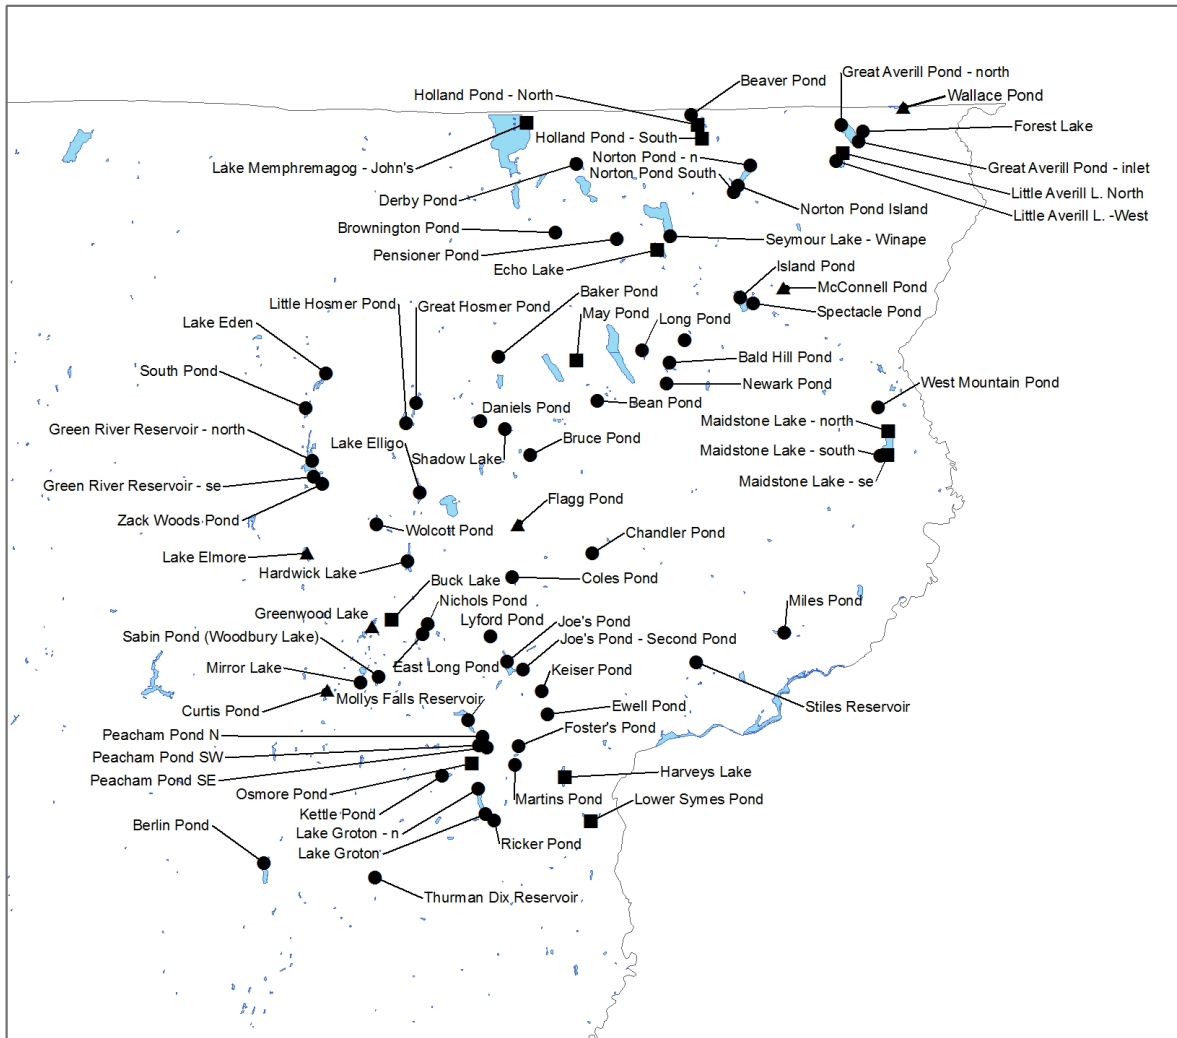 Great Averill Pond - north
Beaver Pond
Holland Pond - North
Wallace Pond
Forest Lake
Holland Pond - South
Lake Memphremagog - John's
Norton Pond - n
Great Averill Pond - inlet
Norton Pond South
Derby Pond
Little Averill L. North
Norton Pond Island
Little Averill L. -West
Brownington Pond
Seymour Lake - Winape
Pensioner Pond
Echo Lake
Island Pond
McConnell Pond
Baker Pond
Little Hosmer Pond
Great Hosmer Pond
Spectacle Pond
May Pond
Long Pond
Lake Eden
Bald Hill Pond
South Pond
Newark Pond
West Mountain Pond
Bean Pond
Daniels Pond
Maidstone Lake - north
Green River Reservoir - north
Bruce Pond
Lake Elligo
Maidstone Lake - south
Shadow Lake
Maidstone Lake - se
Green River Reservoir - se
Flagg Pond
Zack Woods Pond
Wolcott Pond
Chandler Pond
Lake Elmore
Hardwick Lake
Coles Pond
Buck Lake
Nichols Pond
Miles Pond
Greenwood Lake
Lyford Pond
Joe's Pond
Sabin Pond (Woodbury Lake)
Joe's Pond - Second Pond
Mirror Lake
East Long Pond
Keiser Pond
Mollys Falls Reservoir
Curtis Pond
Ewell Pond
Stiles Reservoir
Foster's Pond
Peacham Pond N
Peacham Pond SW
Harveys Lake
Peacham Pond SE
Osmore Pond
Martins Pond
Lower Symes Pond
Kettle Pond
Berlin Pond
Lake Groton - n
Ricker Pond
Lake Groton
Thurman Dix Reservoir